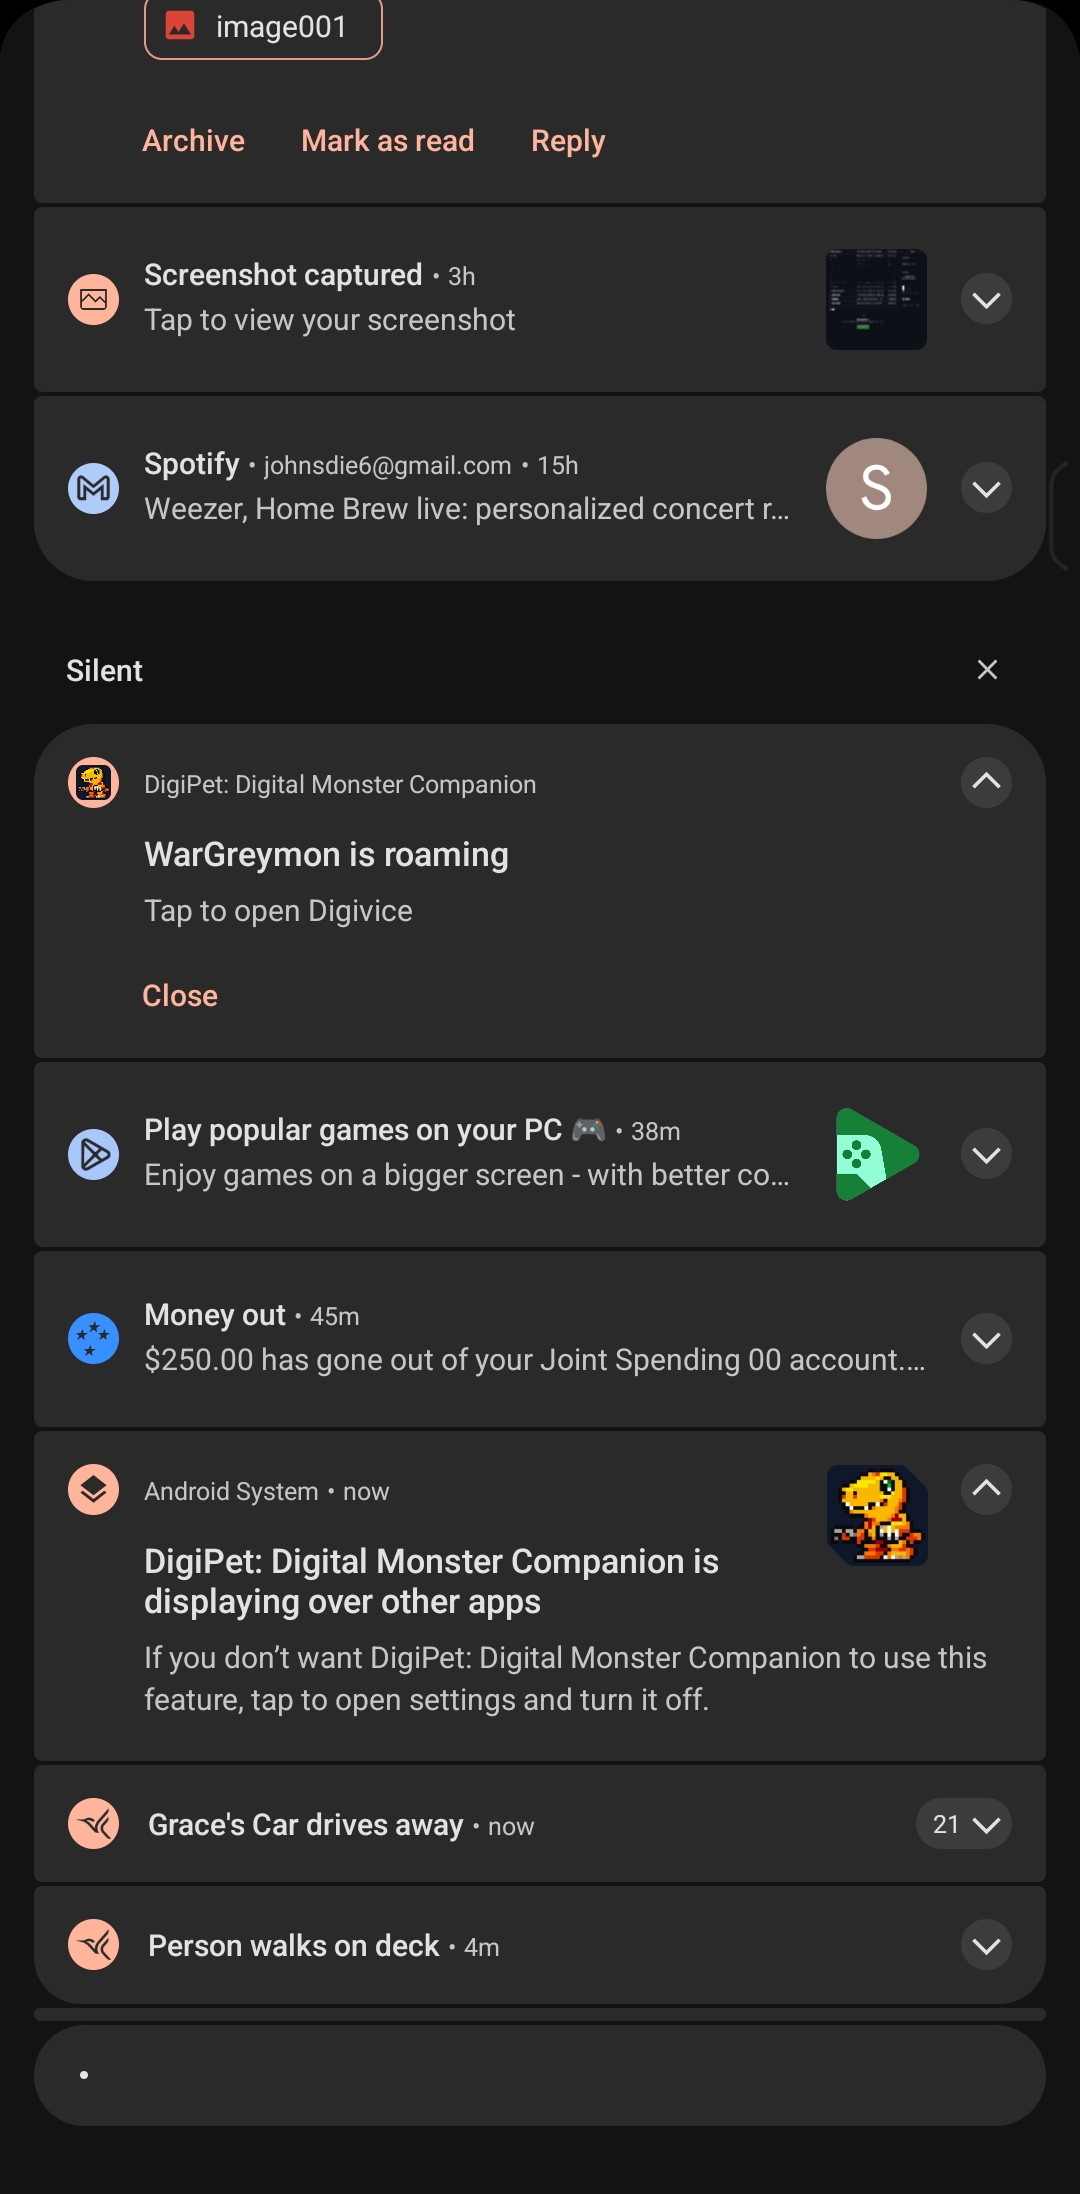 image001
Archive Mark as read Reply
Screenshot captured • 3h
Tap to view your screenshot
Spotify • johnsdie6@gmail.com • 15h
Weezer, Home Brew live: personalized concert r...
S
Silent
DigiPet: Digital Monster Companion
WarGreymon is roaming
Tap to open Digivice
Close
Play popular games on your PC 🎮 • 38m
Enjoy games on a bigger screen - with better co...
Money out • 45m
$250.00 has gone out of your Joint Spending 00 account....
Android System • now
DigiPet: Digital Monster Companion is
displaying over other apps
If you don’t want DigiPet: Digital Monster Companion to use this
feature, tap to open settings and turn it off.
Grace's Car drives away • now
21
Person walks on deck • 4m